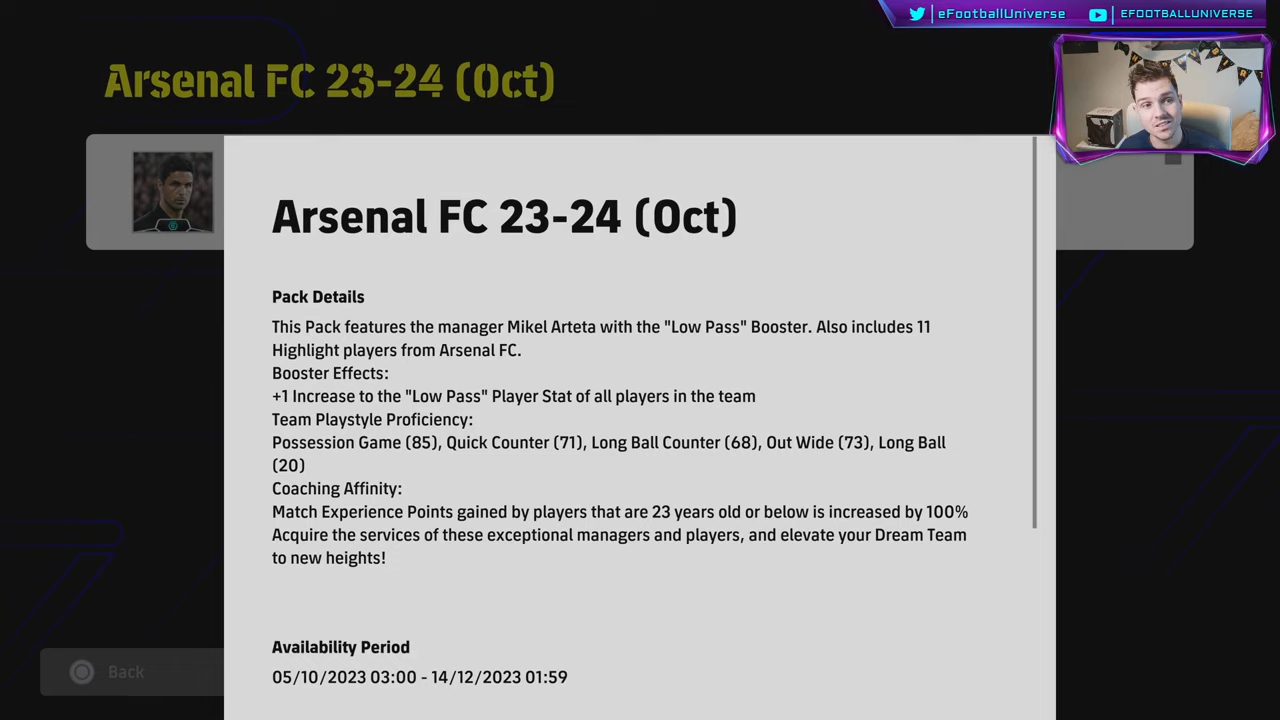 eFootballUniverse
EFOOTBALLUNIVERSE
Arsenal FC 23-24 (Oct)
Arsenal FC 23-24 (Oct)
Pack Details
This Pack features the manager Mikel Arteta with the "Low Pass" Booster. Also includes 11
Highlight players from Arsenal FC.
Booster Effects:
+1 Increase to the "Low Pass" Player Stat of all players in the team
Team Playstyle Proficiency:
Possession Game (85), Quick Counter (71), Long Ball Counter (68), Out Wide (73), Long Ball
(20)
Coaching Affinity:
Match Experience Points gained by players that are 23 years old or below is increased by 100%
Acquire the services of these exceptional managers and players, and elevate your Dream Team
to new heights!
Availability Period
05/10/2023 03:00 - 14/12/2023 01:59
Back